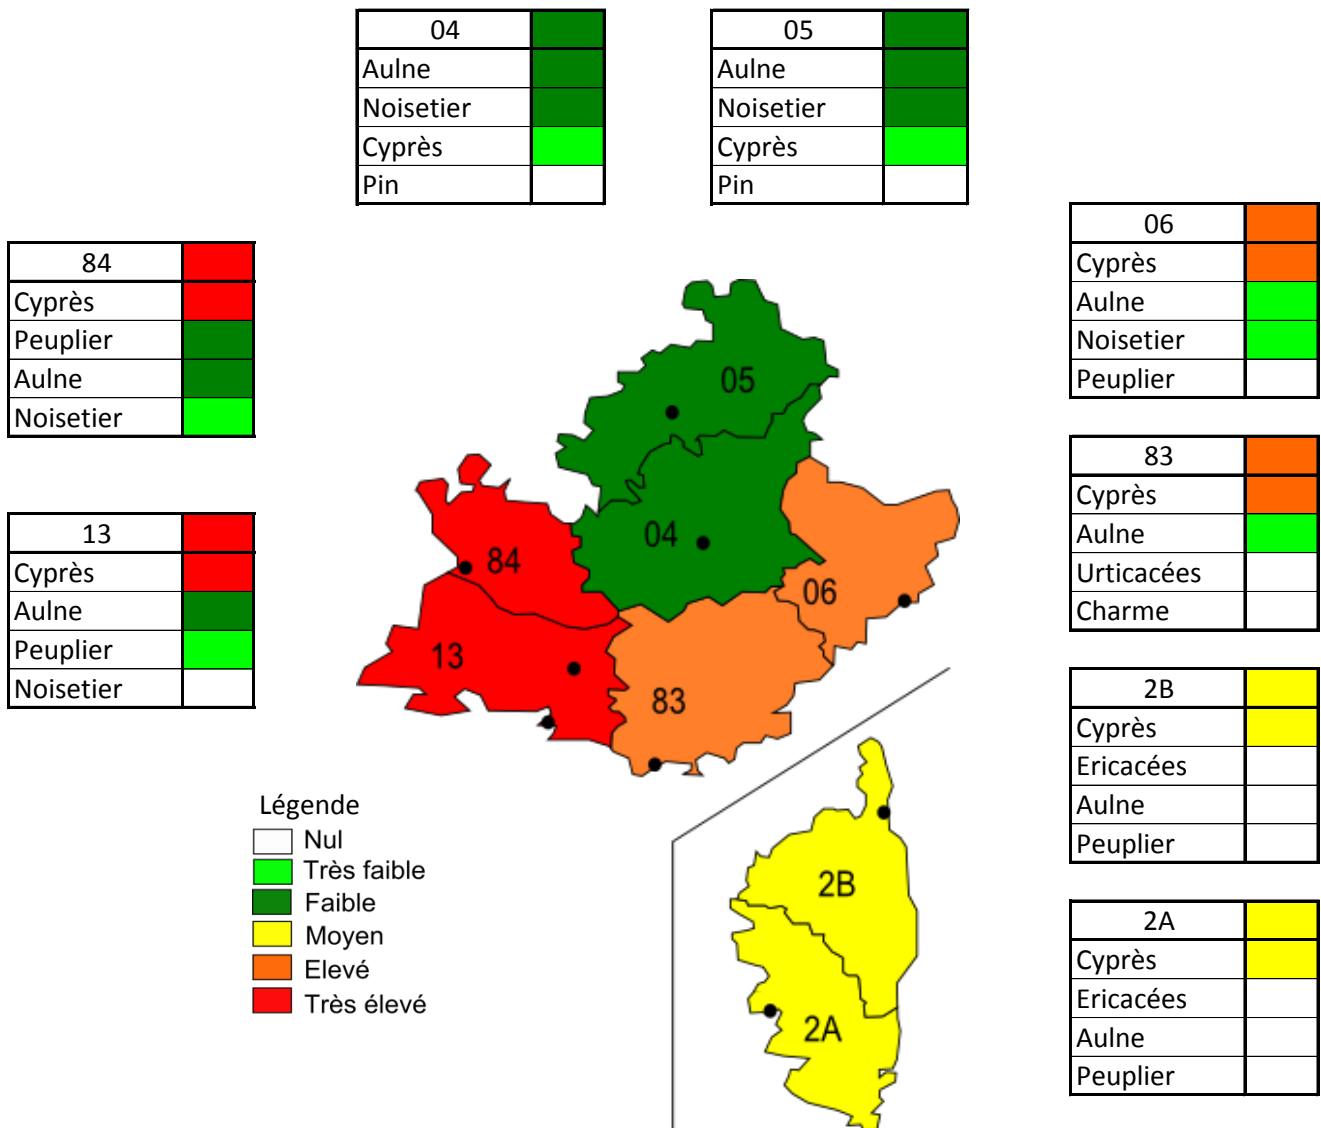 04
Aulne
Noisetier
Cyprès
Pin
05
Aulne
Noisetier
Cyprès
Pin
84
Cyprès
Peuplier
Aulne
Noisetier
13
Cyprès
Aulne
Peuplier
Noisetier
06
Cyprès
Aulne
Noisetier
Peuplier
83
Cyprès
Aulne
Urticacées
Charme
2B
Cyprès
Ericacées
Aulne
Peuplier
2A
Cyprès
Ericacées
Aulne
Peuplier
05
04
84
06
13
83
2B
2A
Légende
Nul
Très faible
Faible
Moyen
Elevé
Très élevé